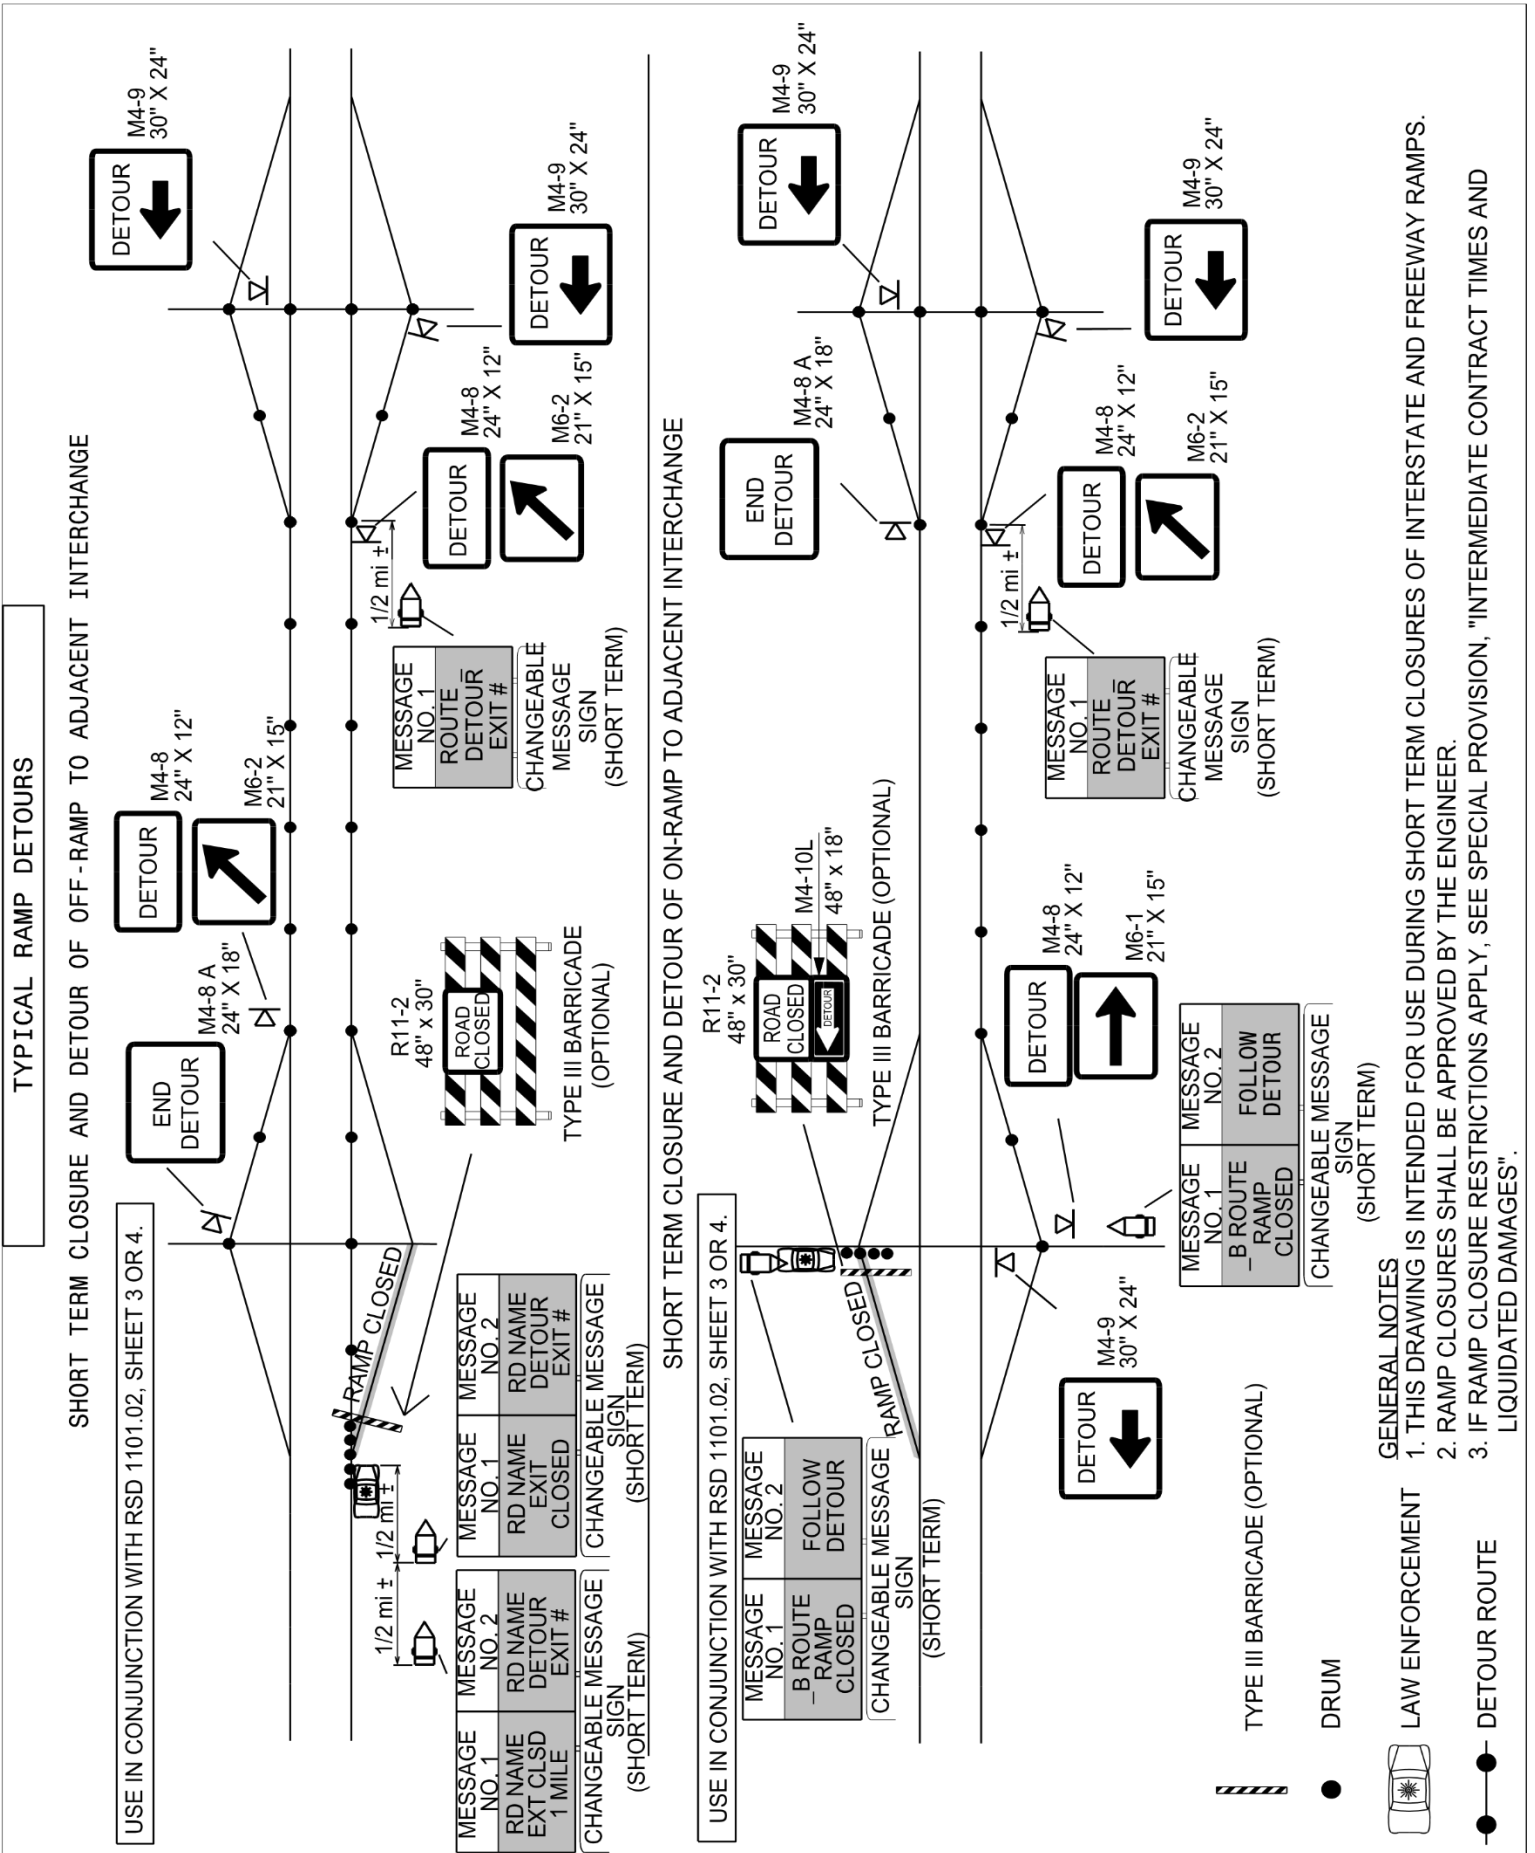 TYPICAL RAMP DETOURS
SHORT TERM CLOSURE AND DETOUR OF OFF-RAMP TO ADJACENT INTERCHANGE
USE IN CONJUNCTION WITH RSD 1101.02, SHEET 3 OR 4.
END
DETOUR
M4-8 A
24" X 18"
DETOUR
M4-8
24" X 12"
M6-2
21" X 15"
DETOUR
M4-9
30" X 24"
RAMP CLOSED
1/2 mi ±
1/2 mi ±
MESSAGE
NO. 1
RD NAME
EXT CLSD
1 MILE
MESSAGE
NO. 2
RD NAME
DETOUR
EXIT #
CHANGEABLE MESSAGE
SIGN
(SHORT TERM)
MESSAGE
NO. 1
RD NAME
EXIT
CLOSED
MESSAGE
NO. 2
RD NAME
DETOUR
EXIT #
CHANGEABLE MESSAGE
SIGN
(SHORT TERM)
R11-2
48" x 30"
ROAD
CLOSED
TYPE III BARRICADE
(OPTIONAL)
1/2 mi ±
MESSAGE
NO. 1
ROUTE_
DETOUR
EXIT #
CHANGEABLE
MESSAGE
SIGN
(SHORT TERM)
DETOUR
M4-8
24" X 12"
M6-2
21" X 15"
DETOUR
M4-9
30" X 24"
SHORT TERM CLOSURE AND DETOUR OF ON-RAMP TO ADJACENT INTERCHANGE
USE IN CONJUNCTION WITH RSD 1101.02, SHEET 3 OR 4.
MESSAGE
NO. 1
_B ROUTE
RAMP
CLOSED
MESSAGE
NO. 2
FOLLOW
DETOUR
CHANGEABLE MESSAGE
SIGN
(SHORT TERM)
RAMP CLOSED
R11-2
48" x 30"
ROAD
CLOSED
DETOUR
M4-10L
48" x 18"
TYPE III BARRICADE (OPTIONAL)
END
DETOUR
M4-8 A
24" X 18"
DETOUR
M4-9
30" X 24"
DETOUR
M4-9
30" X 24"
MESSAGE
NO. 1
_B ROUTE
RAMP
CLOSED
MESSAGE
NO. 2
FOLLOW
DETOUR
CHANGEABLE MESSAGE
SIGN
(SHORT TERM)
DETOUR
M4-8
24" X 12"
M6-1
21" X 15"
1/2 mi ±
MESSAGE
NO. 1
ROUTE_
DETOUR
EXIT #
CHANGEABLE
MESSAGE
SIGN
(SHORT TERM)
DETOUR
M4-8
24" X 12"
M6-2
21" X 15"
DETOUR
M4-9
30" X 24"
TYPE III BARRICADE (OPTIONAL)
DRUM
LAW ENFORCEMENT
DETOUR ROUTE
GENERAL NOTES
1. THIS DRAWING IS INTENDED FOR USE DURING SHORT TERM CLOSURES OF INTERSTATE AND FREEWAY RAMPS.
2. RAMP CLOSURES SHALL BE APPROVED BY THE ENGINEER.
3. IF RAMP CLOSURE RESTRICTIONS APPLY, SEE SPECIAL PROVISION, "INTERMEDIATE CONTRACT TIMES AND
LIQUIDATED DAMAGES".